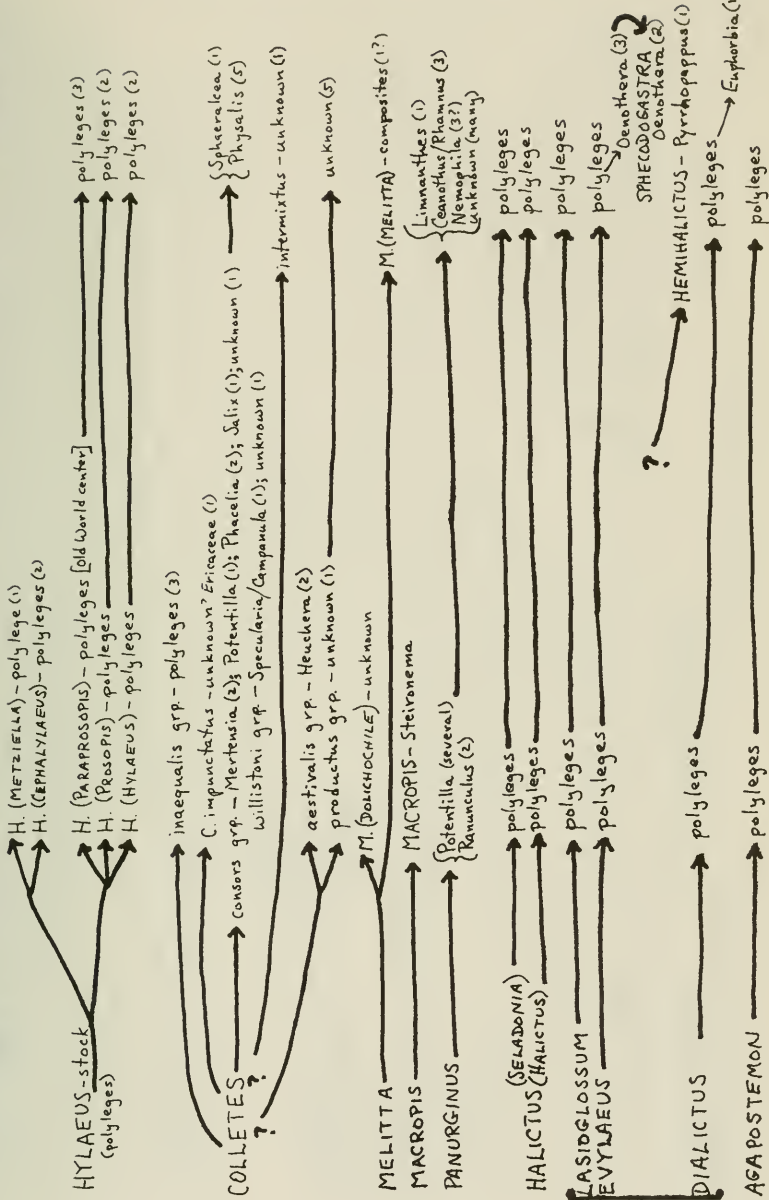 HYLAEUS-stock
(polyleges)
H. (METZIELLA) - polylege (1)
H. (CEPHALYLAEUS) - polyleges (2)
H. (PARAPROSOPIS) - polyleges [Old World center]
H. (PROSOPIS) - polyleges
H. (HYLAEUS) - polyleges
polyleges (3)
polyleges (2)
polyleges (2)
COLLETES
?
?
inaequalis grp. - polyleges (3)
C. impunctatus - unknown? Ericaceae (1)
consors grp. - Mertensia (2); Potentilla (1); Phacelia (2); Salix (1); unknown (1)
{Sphaeralcea (1)
{Physalis (5)
Willistoni grp. - Specularia/Campanula (1); unknown (1)
intermixtus - unknown (1)
aestivalis grp. - Heuchera (2)
productus grp. - unknown (1)
unknown (5)
MELITTA
M. (DOLICHOCHILE) - unknown
M. (MELITTA) - composites (1?)
MACROPIS
MACROPIS - Steironema
PANURGINUS
{Potentilla (several)
{Ranunculus (2)
{Limnanthes (1)
{Ceanothus/Rhamnus (3)
{Nemophila (3?)
{unknown (many)
HALICTUS (SELADONIA)
(HALICTUS)
polyleges
polyleges
polyleges
polyleges
LASIOGLOSSUM
polyleges
polyleges
EVYLAEUS
polyleges
polyleges
Oenothera (3)
SPHECODOGASTRA
Oenothera (2)
?
HEMIHALICTUS - Pyrrhopappus (1)
DIALICTUS
polyleges
polyleges
Euphorbia (1
AGAPOSTEMON
polyleges
polyleges